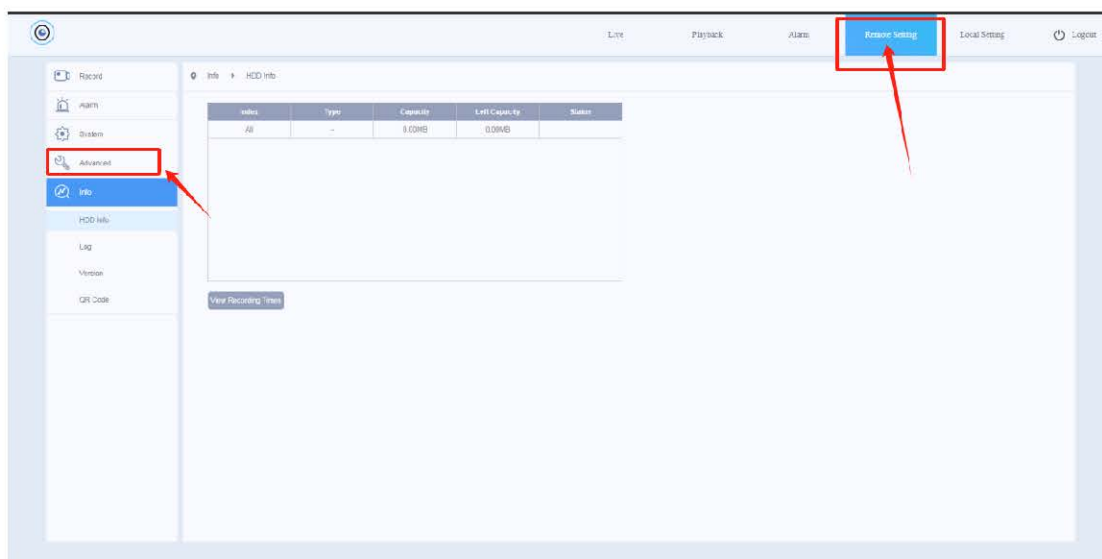 Live Playback Alarm Remove Setting Local Setting Logout
Record
Info HDD Info
Alarm
Index Type Capacity Left Capacity Status
All - 0.00MB 0.00MB
System
Advanced
Info
HDD Info
Log
Version
QR Code
View Recording Times